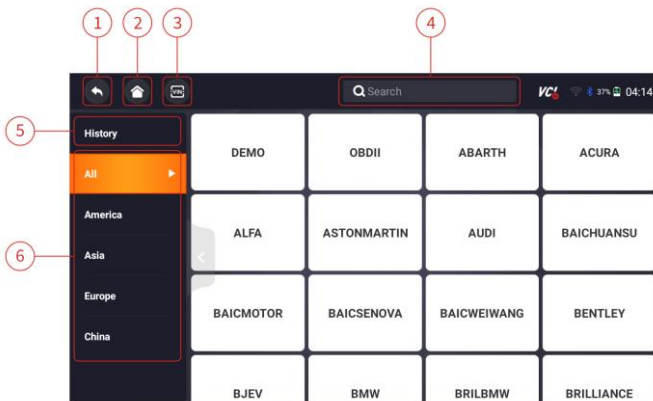 1 2 3 4
VIN Search VCI 37% 04:14
5 History
DEMO OBDII ABARTH ACURA
All
America
ALFA ASTONMARTIN AUDI BAICHUANSU
6 Asia
Europe
BAICMOTOR BAICSENOVA BAICWEIWANG BENTLEY
China
BJEV BMW BRILBMW BRILLIANCE